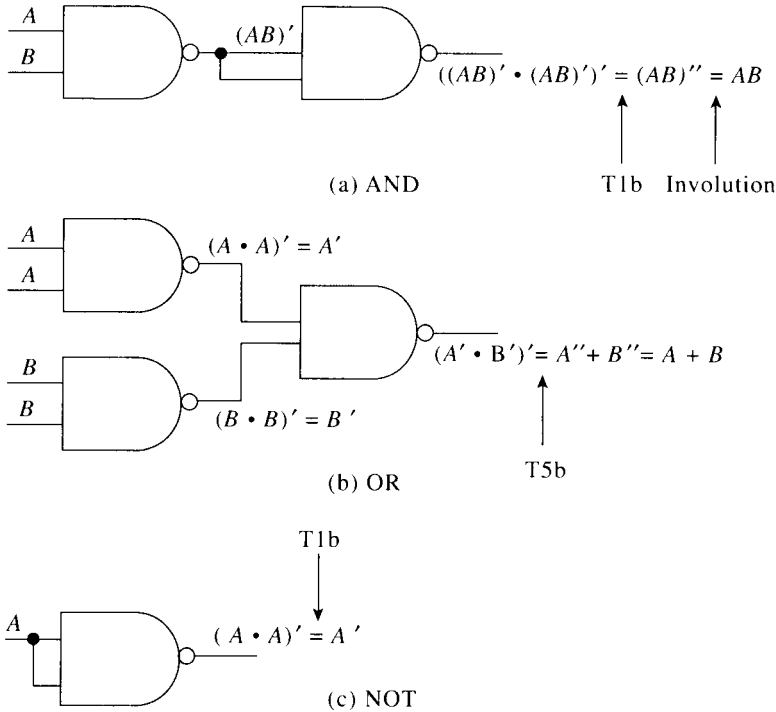 A
B
(AB)′
((AB)′ • (AB)′)′ = (AB)′′ = AB
T1b Involution
(a) AND
A
A
(A • A)′ = A′
(A′ • B′)′ = A′′ + B′′ = A + B
B
B
(B • B)′ = B′
T5b
(b) OR
T1b
A
(A • A)′ = A′
(c) NOT